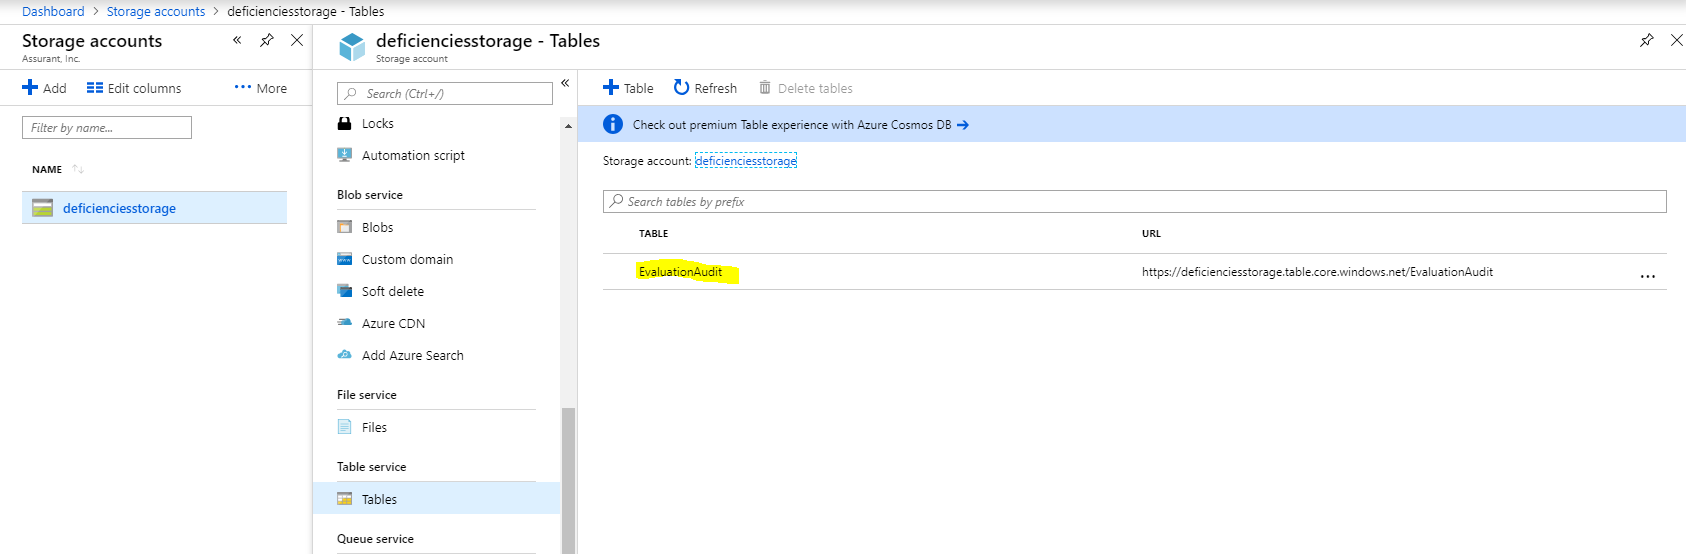 Dashboard > Storage accounts > deficienciesstorage - Tables
Storage accounts
Assurant, Inc.
Add Edit columns ... More
Filter by name...
NAME
deficienciesstorage
deficienciesstorage - Tables
Storage account
Search (Ctrl+/)
Locks
Automation script
Blob service
Blobs
Custom domain
Soft delete
Azure CDN
Add Azure Search
File service
Files
Table service
Tables
Queue service
Table Refresh Delete tables
Check out premium Table experience with Azure Cosmos DB →
Storage account: deficienciesstorage
Search tables by prefix
TABLE URL
EvaluationAudit https://deficienciesstorage.table.core.windows.net/EvaluationAudit ...